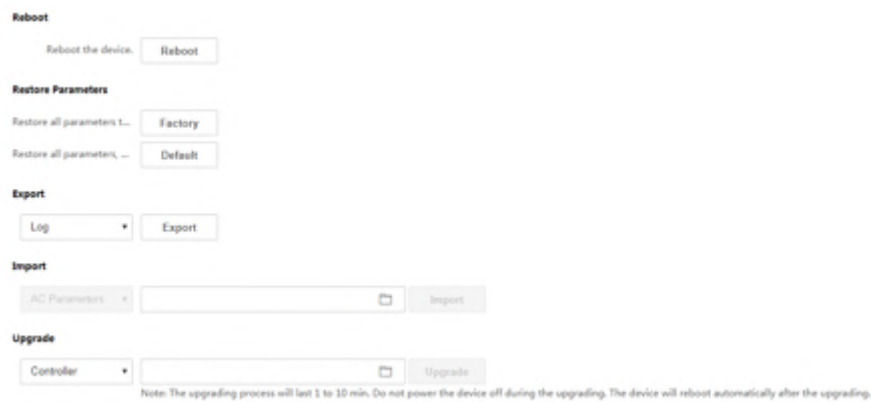 Reboot
Reboot the device. Reboot
Restore Parameters
Restore all parameters t... Factory
Restore all parameters, ... Default
Export
Log Export
Import
AC Parameters Import
Upgrade
Controller Upgrade
Note: The upgrading process will last 1 to 10 min. Do not power the device off during the upgrading. The device will reboot automatically after the upgrading.